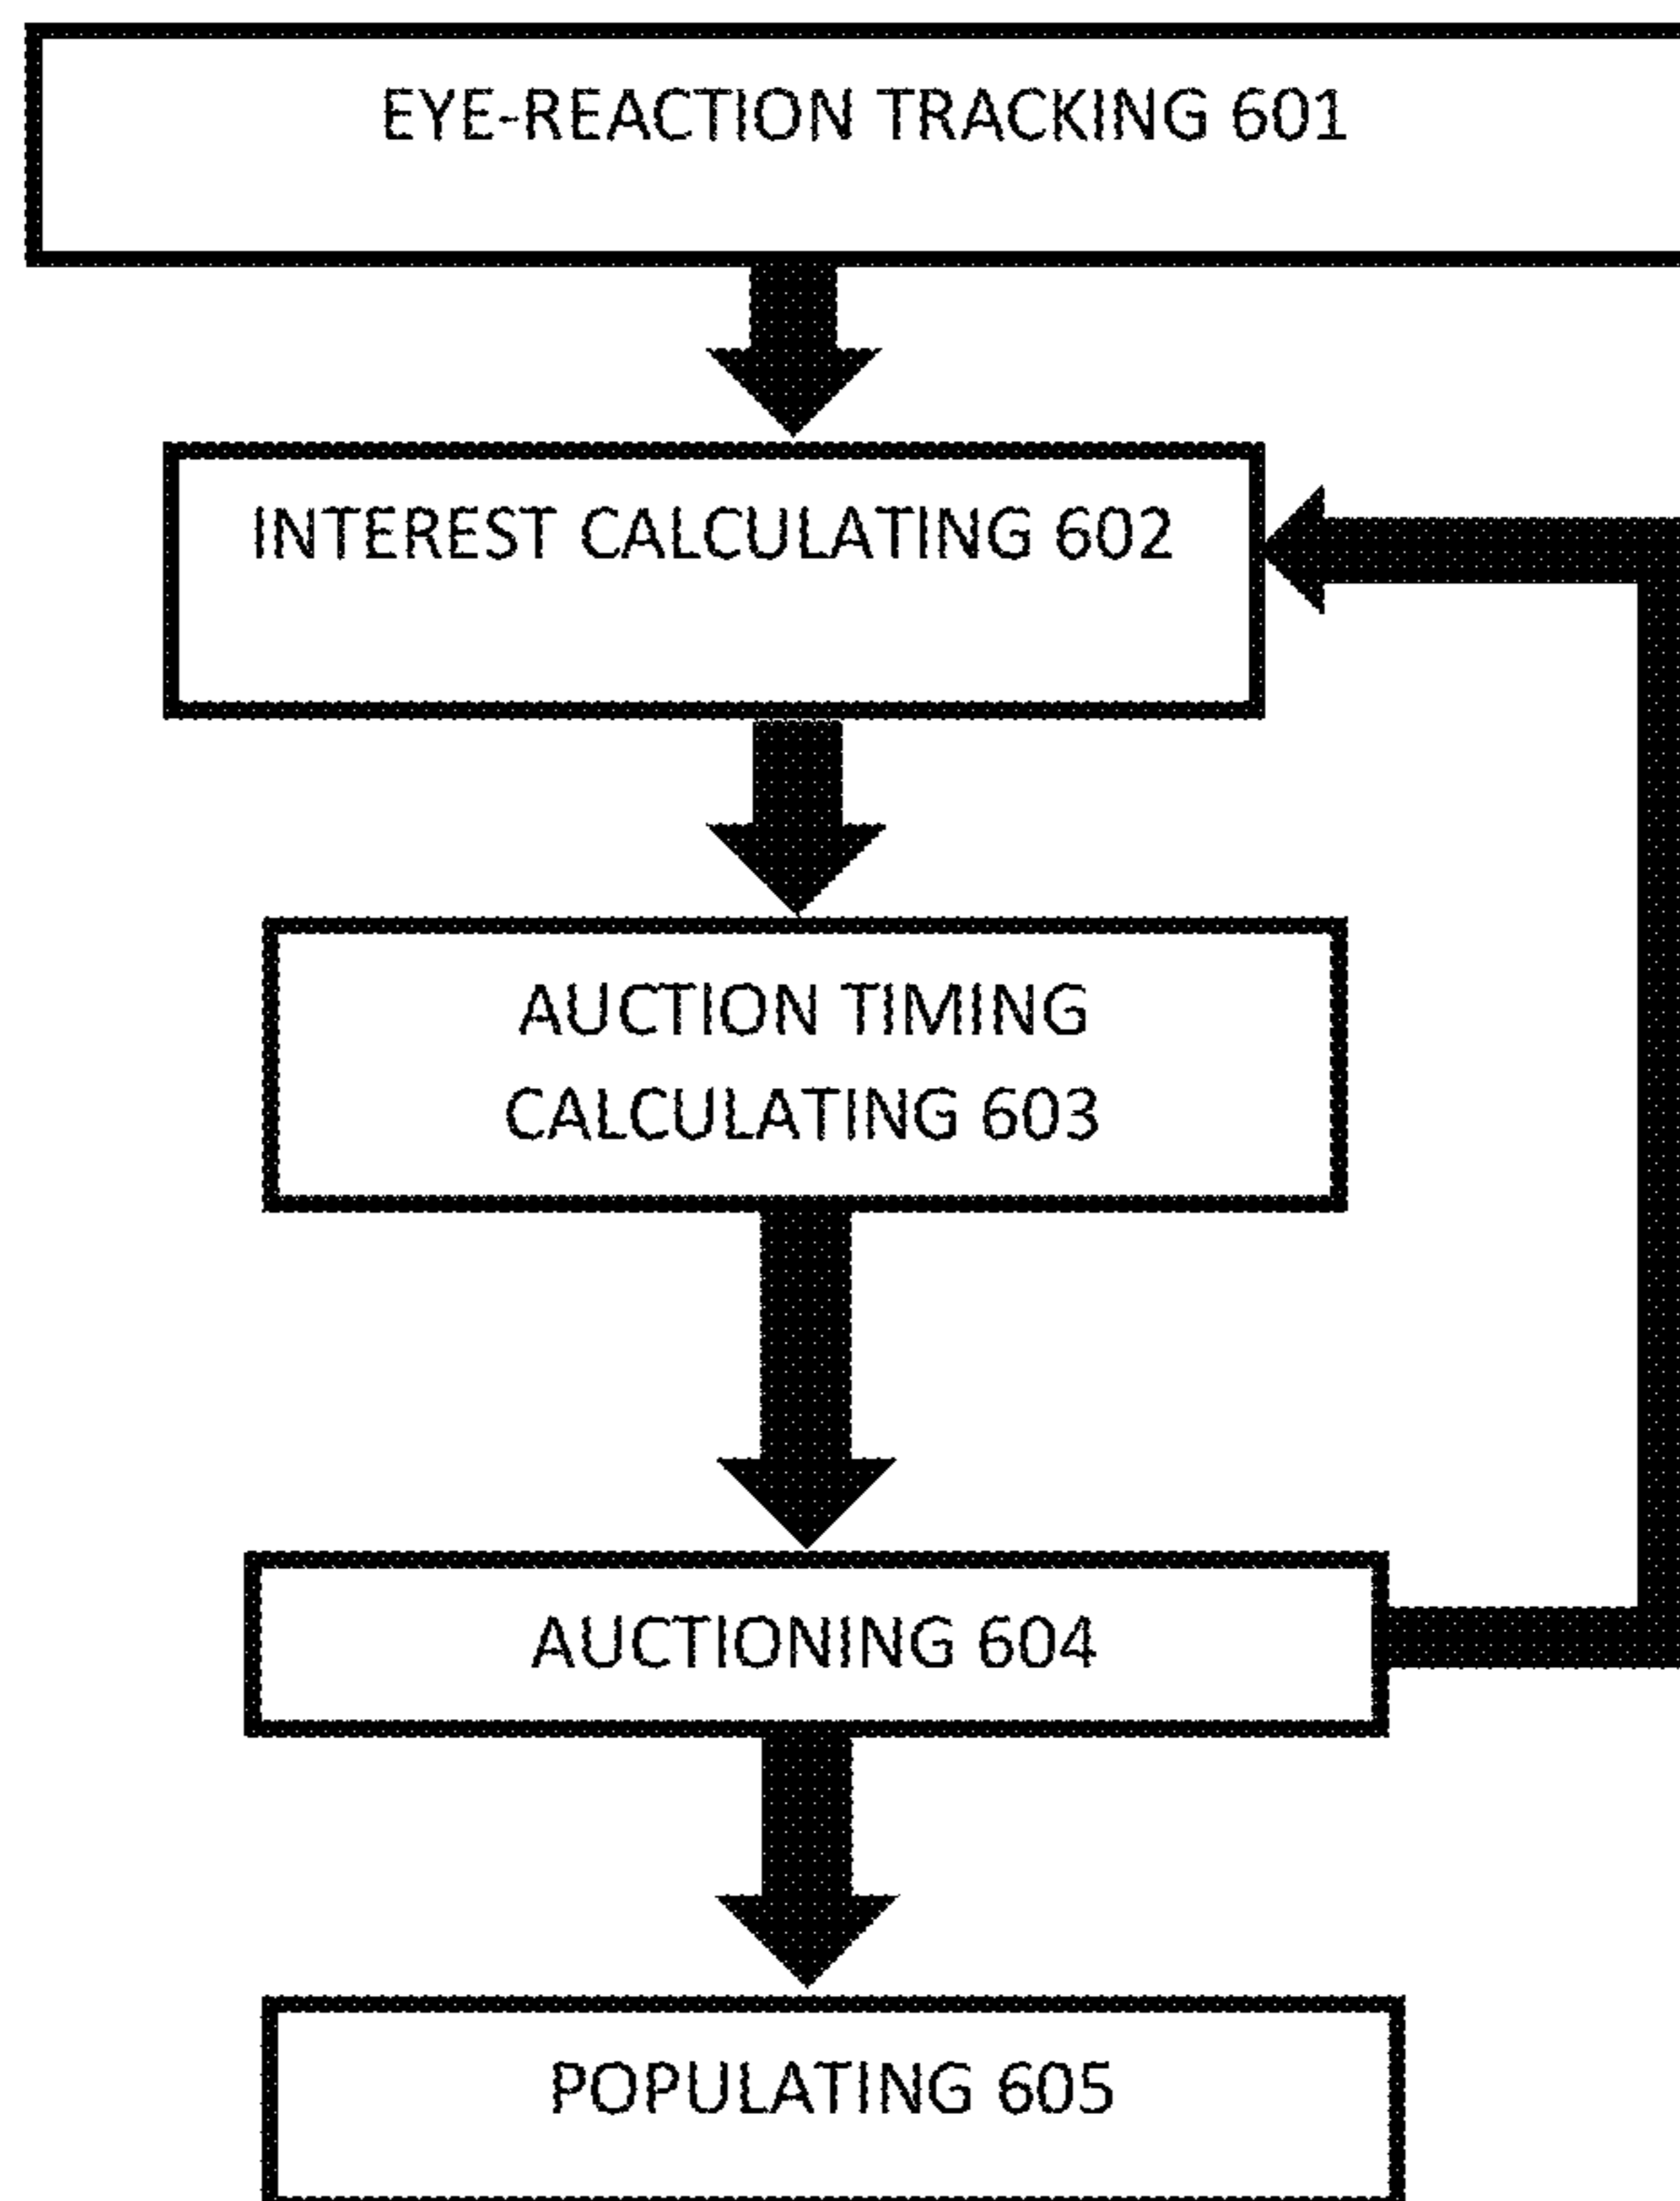 EYE-REACTION TRACKING 601
INTEREST CALCULATING 602
AUCTION TIMING
CALCULATING 603
AUCTIONING 604
POPULATING 605